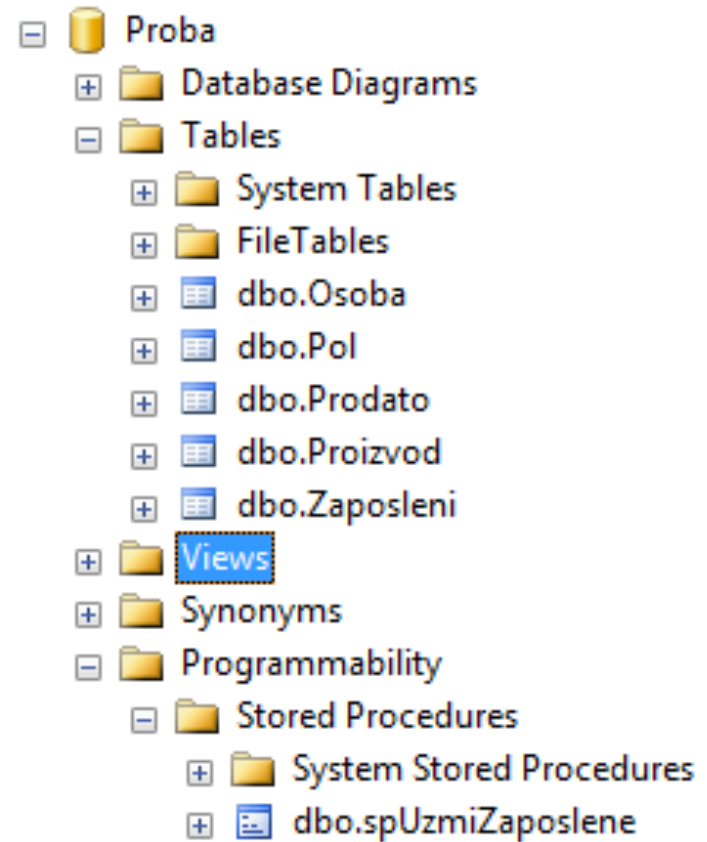 Proba
Database Diagrams
Tables
System Tables
FileTables
dbo.Osoba
dbo.Pol
dbo.Prodato
dbo.Proizvod
dbo.Zaposleni
Views
Synonyms
Programmability
Stored Procedures
System Stored Procedures
dbo.spUzmiZaposlene